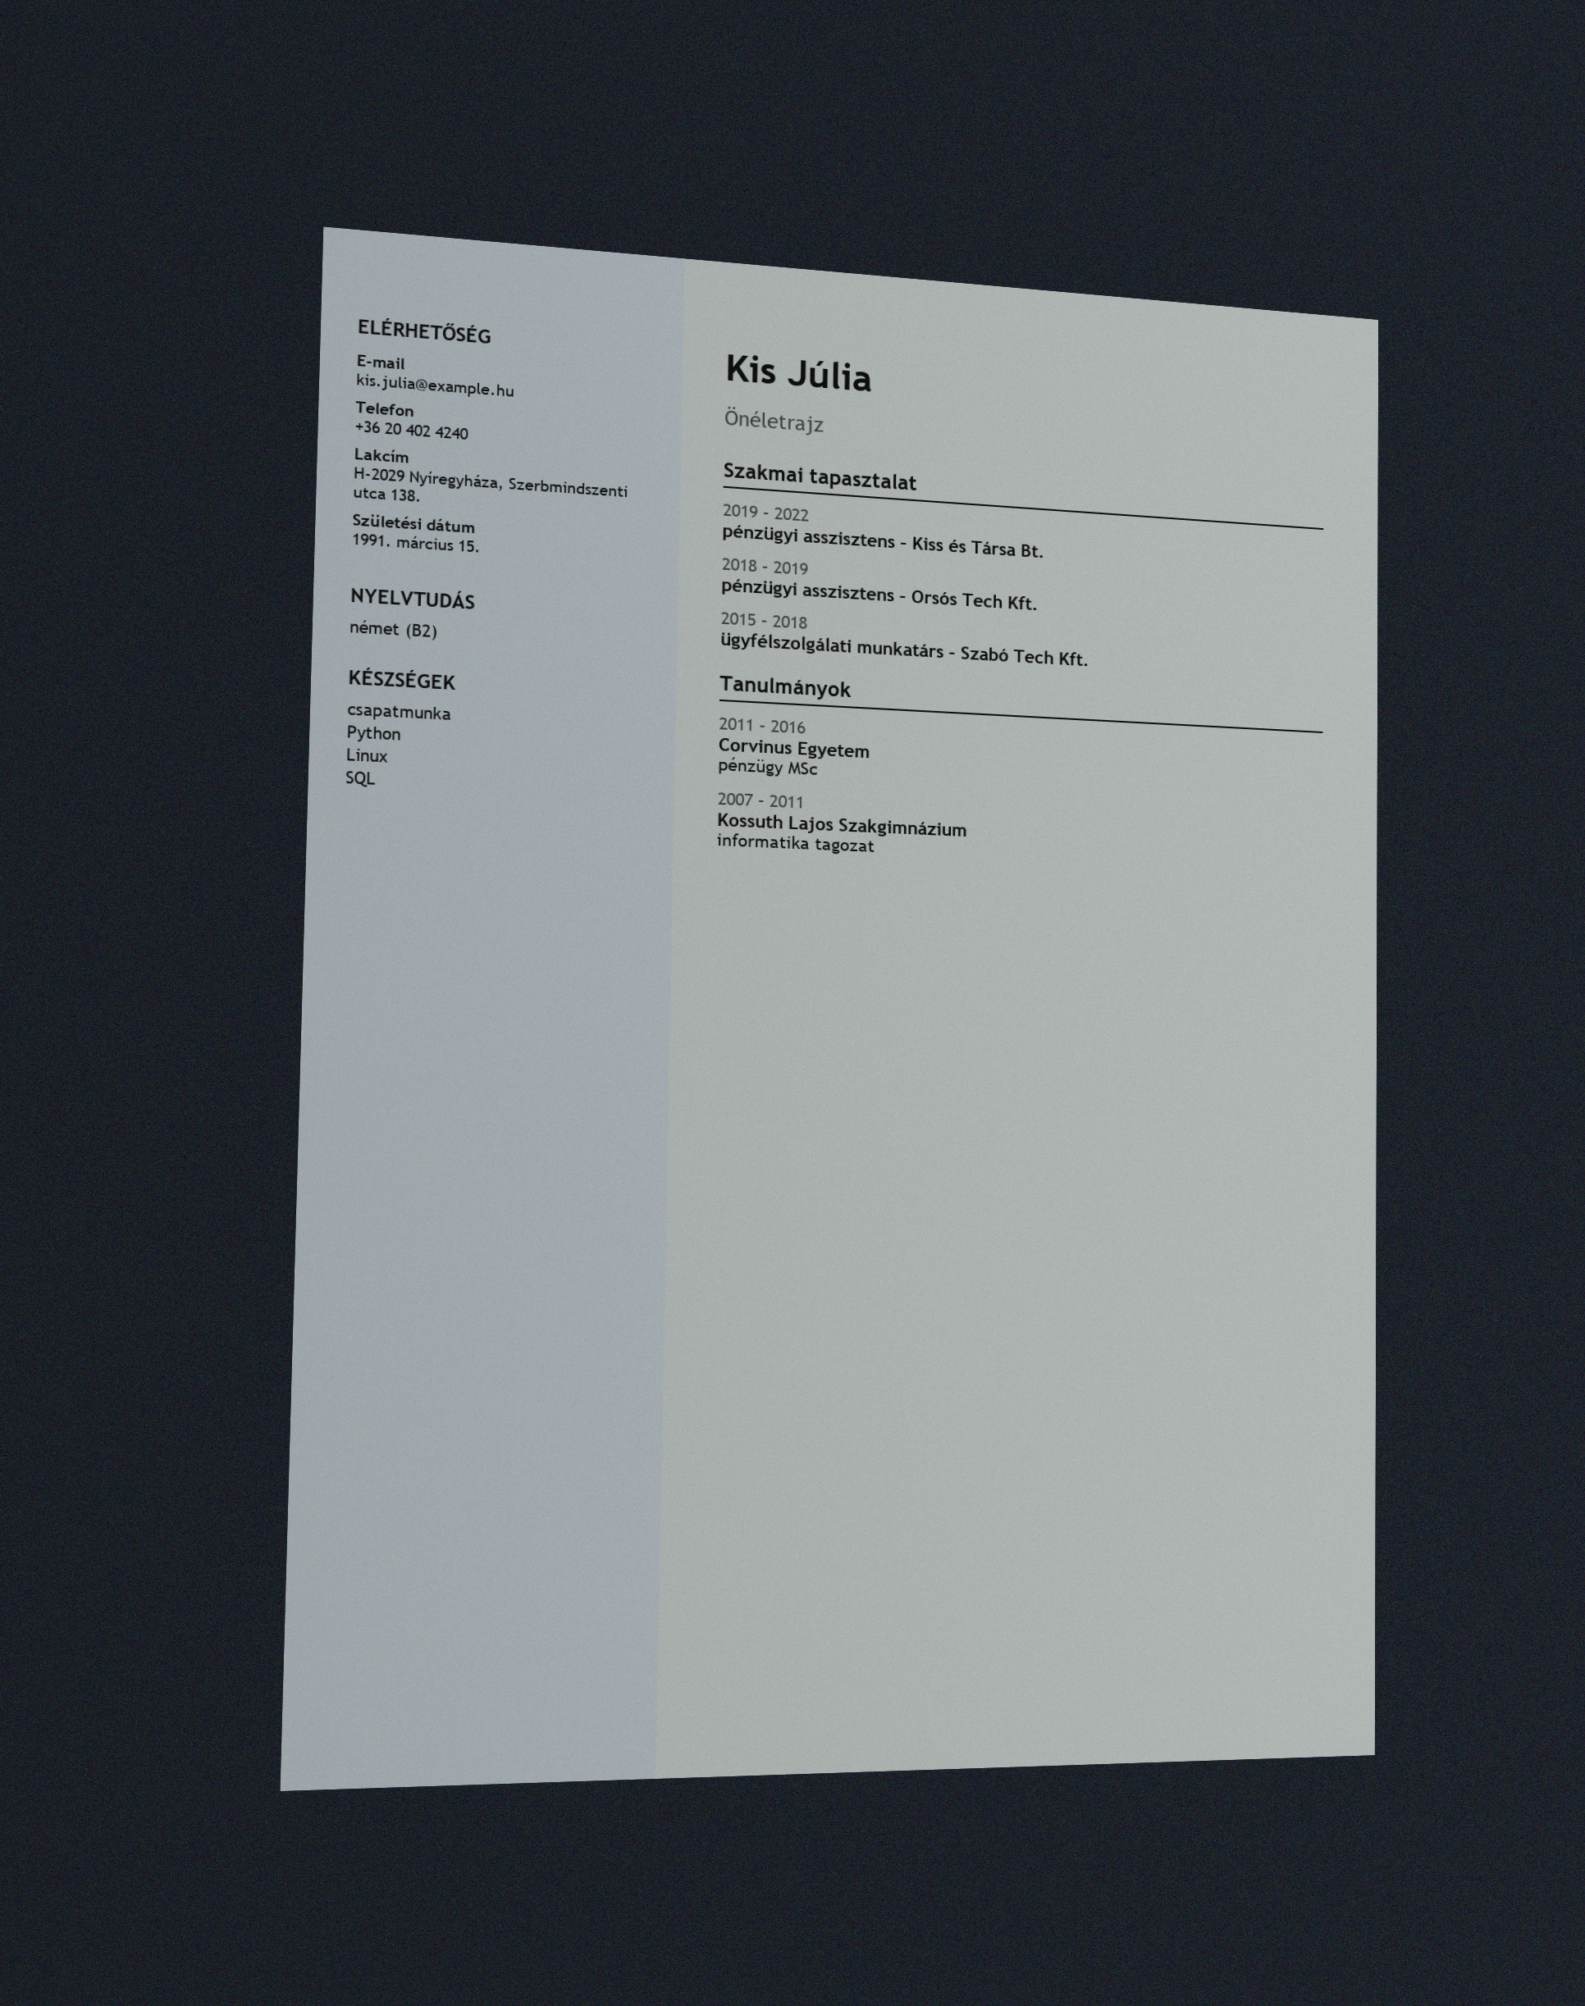 ELÉRHETŐSÉG
E-mail
kis.julia@example.hu
Telefon
+36 20 402 4240
Lakcím
H-2029 Nyíregyháza, Szerbmindszenti
utca 138.
Születési dátum
1991. március 15.
NYELVTUDÁS
német (B2)
KÉSZSÉGEK
csapatmunka
Python
Linux
SQL
Kis Júlia
Önéletrajz
Szakmai tapasztalat
2019 - 2022
pénzügyi asszisztens - Kiss és Társa Bt.
2018 - 2019
pénzügyi asszisztens - Orsós Tech Kft.
2015 - 2018
ügyfélszolgálati munkatárs - Szabó Tech Kft.
Tanulmányok
2011 - 2016
Corvinus Egyetem
pénzügy MSc
2007 - 2011
Kossuth Lajos Szakgimnázium
informatika tagozat